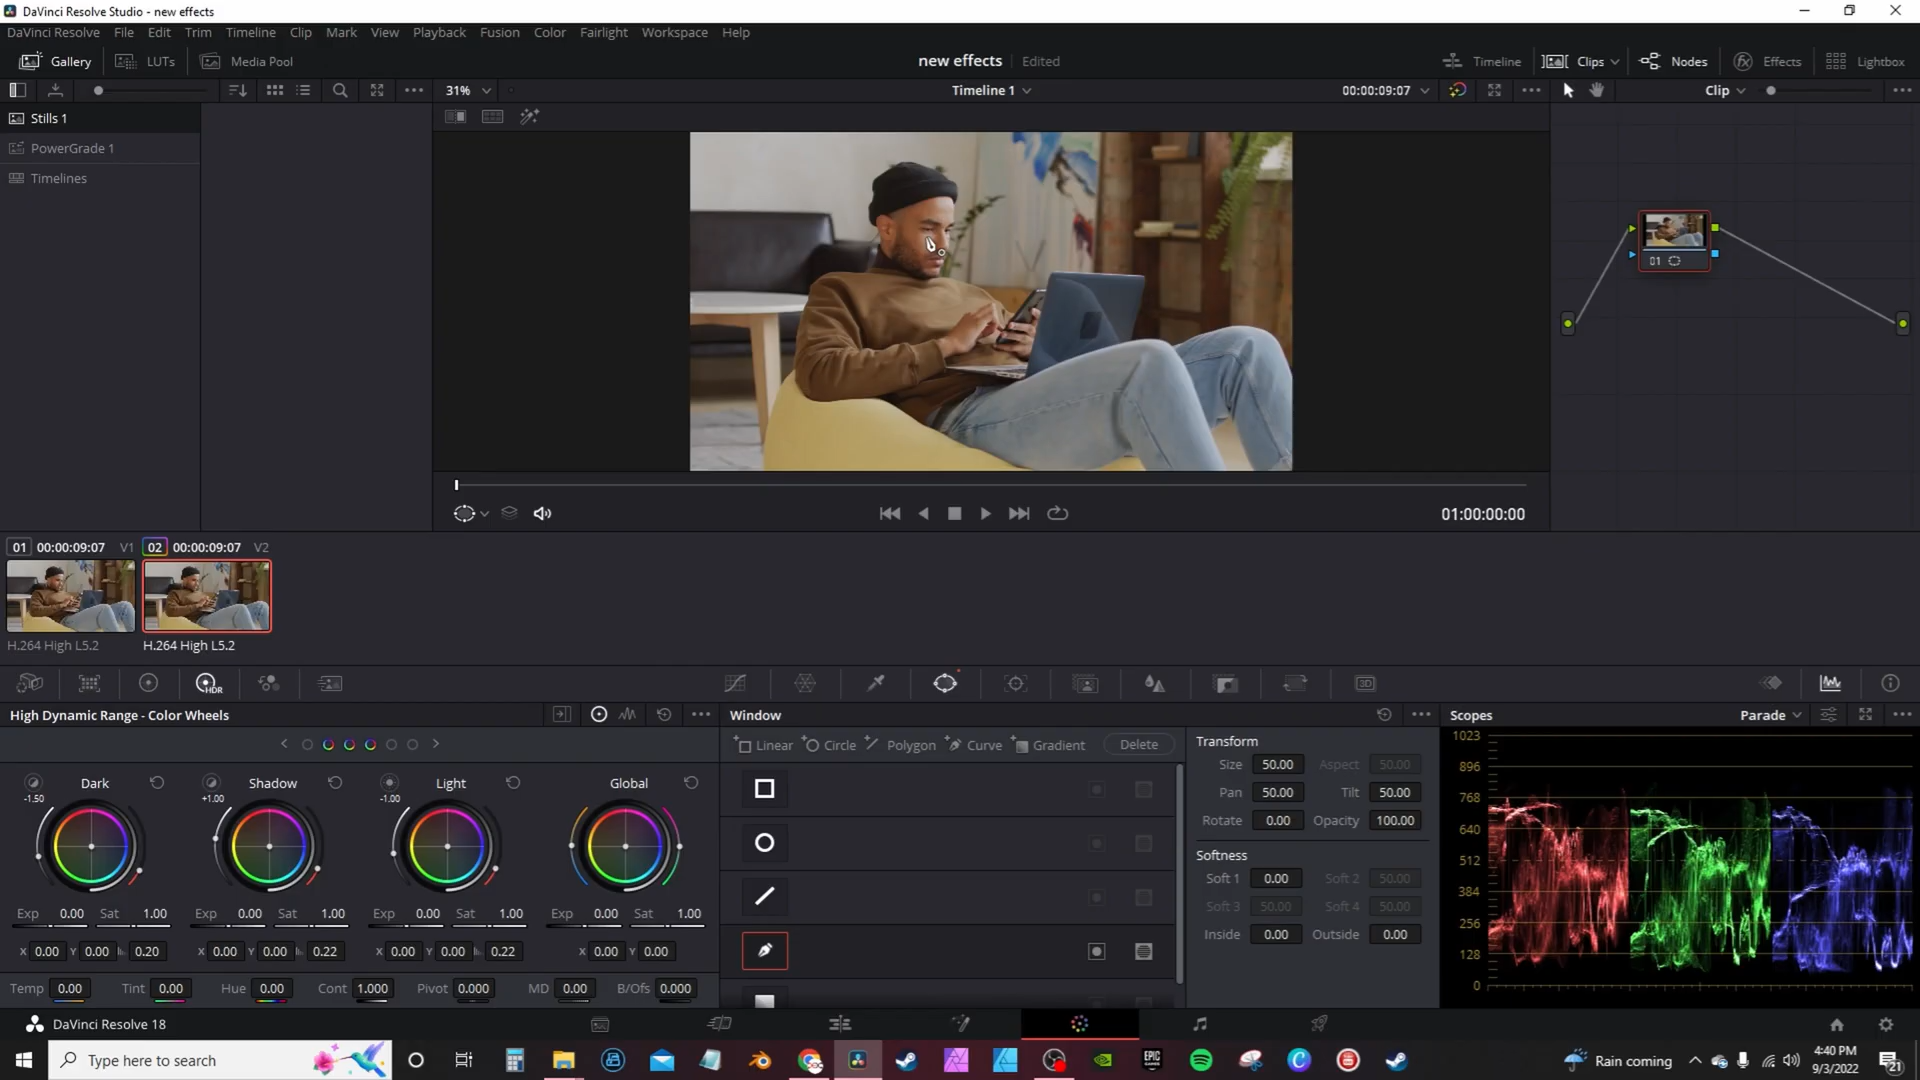 DaVinci Resolve Studio - new effects
DaVinci Resolve File Edit Trim Timeline Clip Mark View Playback Fusion Color Fairlight Workspace Help
Gallery LUTs Media Pool new effects Edited Timeline Clips Nodes Effects Lightbox
31% Timeline 1 00:00:09:07 Clip
Stills 1
PowerGrade 1
Timelines
01
01:00:00:00
01 00:00:09:07 V1 02 00:00:09:07 V2
H.264 High L5.2 H.264 High L5.2
HDR 3D
High Dynamic Range - Color Wheels Window Scopes Parade
Linear Circle Polygon Curve Gradient Delete
Dark Shadow Light Global
-1.50 +1.00 -1.00
Exp 0.00 Sat 1.00 Exp 0.00 Sat 1.00 Exp 0.00 Sat 1.00 Exp 0.00 Sat 1.00
X 0.00 Y 0.00 0.20 X 0.00 Y 0.00 0.22 X 0.00 Y 0.00 0.22 X 0.00 Y 0.00
Temp 0.00 Tint 0.00 Hue 0.00 Cont 1.000 Pivot 0.000 MD 0.00 B/Ofs 0.000
Transform
Size 50.00 Aspect 50.00
Pan 50.00 Tilt 50.00
Rotate 0.00 Opacity 100.00
Softness
Soft 1 0.00 Soft 2 50.00
Soft 3 50.00 Soft 4 50.00
Inside 0.00 Outside 0.00
1023
896
768
640
512
384
256
128
0
DaVinci Resolve 18
Type here to search
EPIC GAMES
Rain coming
4:40 PM
9/3/2022
21